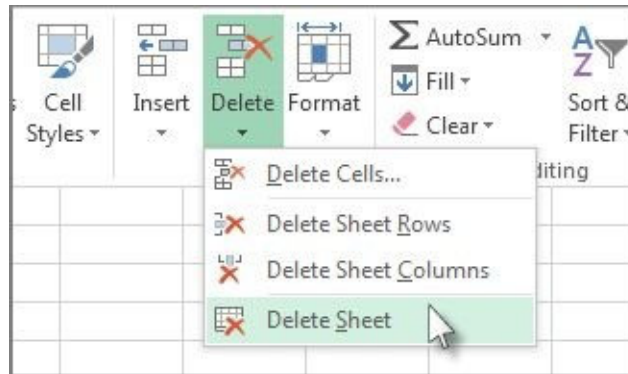 Cell
Styles
Insert
Delete
Format
AutoSum
Fill
Clear
Sort &
Filter
Delete Cells...
Delete Sheet Rows
Delete Sheet Columns
Delete Sheet